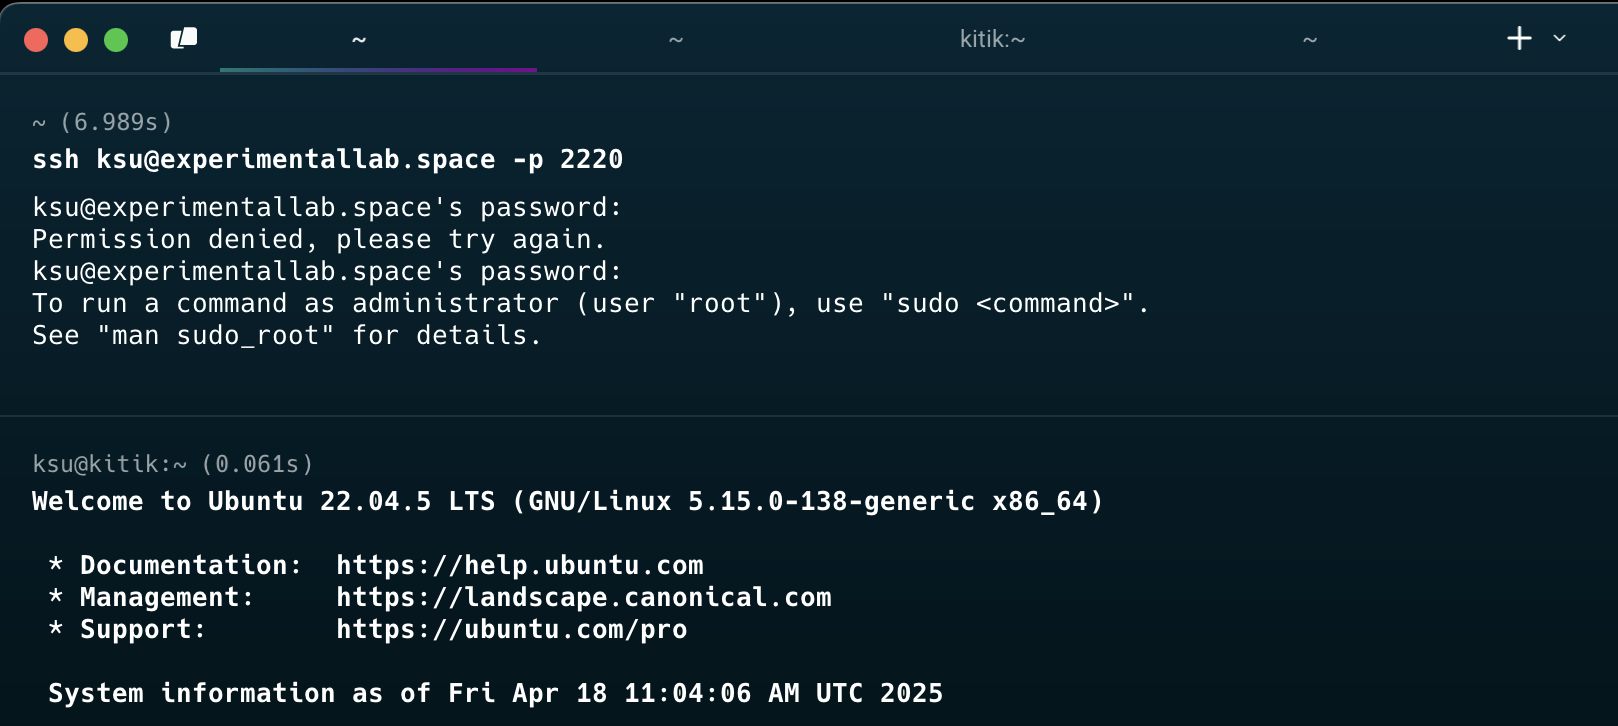 ~ ~ kitik:~ ~
~ (6.989s)
ssh ksu@experimentallab.space -p 2220
ksu@experimentallab.space's password:
Permission denied, please try again.
ksu@experimentallab.space's password:
To run a command as administrator (user "root"), use "sudo <command>".
See "man sudo_root" for details.
ksu@kitik:~ (0.061s)
Welcome to Ubuntu 22.04.5 LTS (GNU/Linux 5.15.0-138-generic x86_64)
* Documentation:  https://help.ubuntu.com
* Management:     https://landscape.canonical.com
* Support:        https://ubuntu.com/pro
System information as of Fri Apr 18 11:04:06 AM UTC 2025